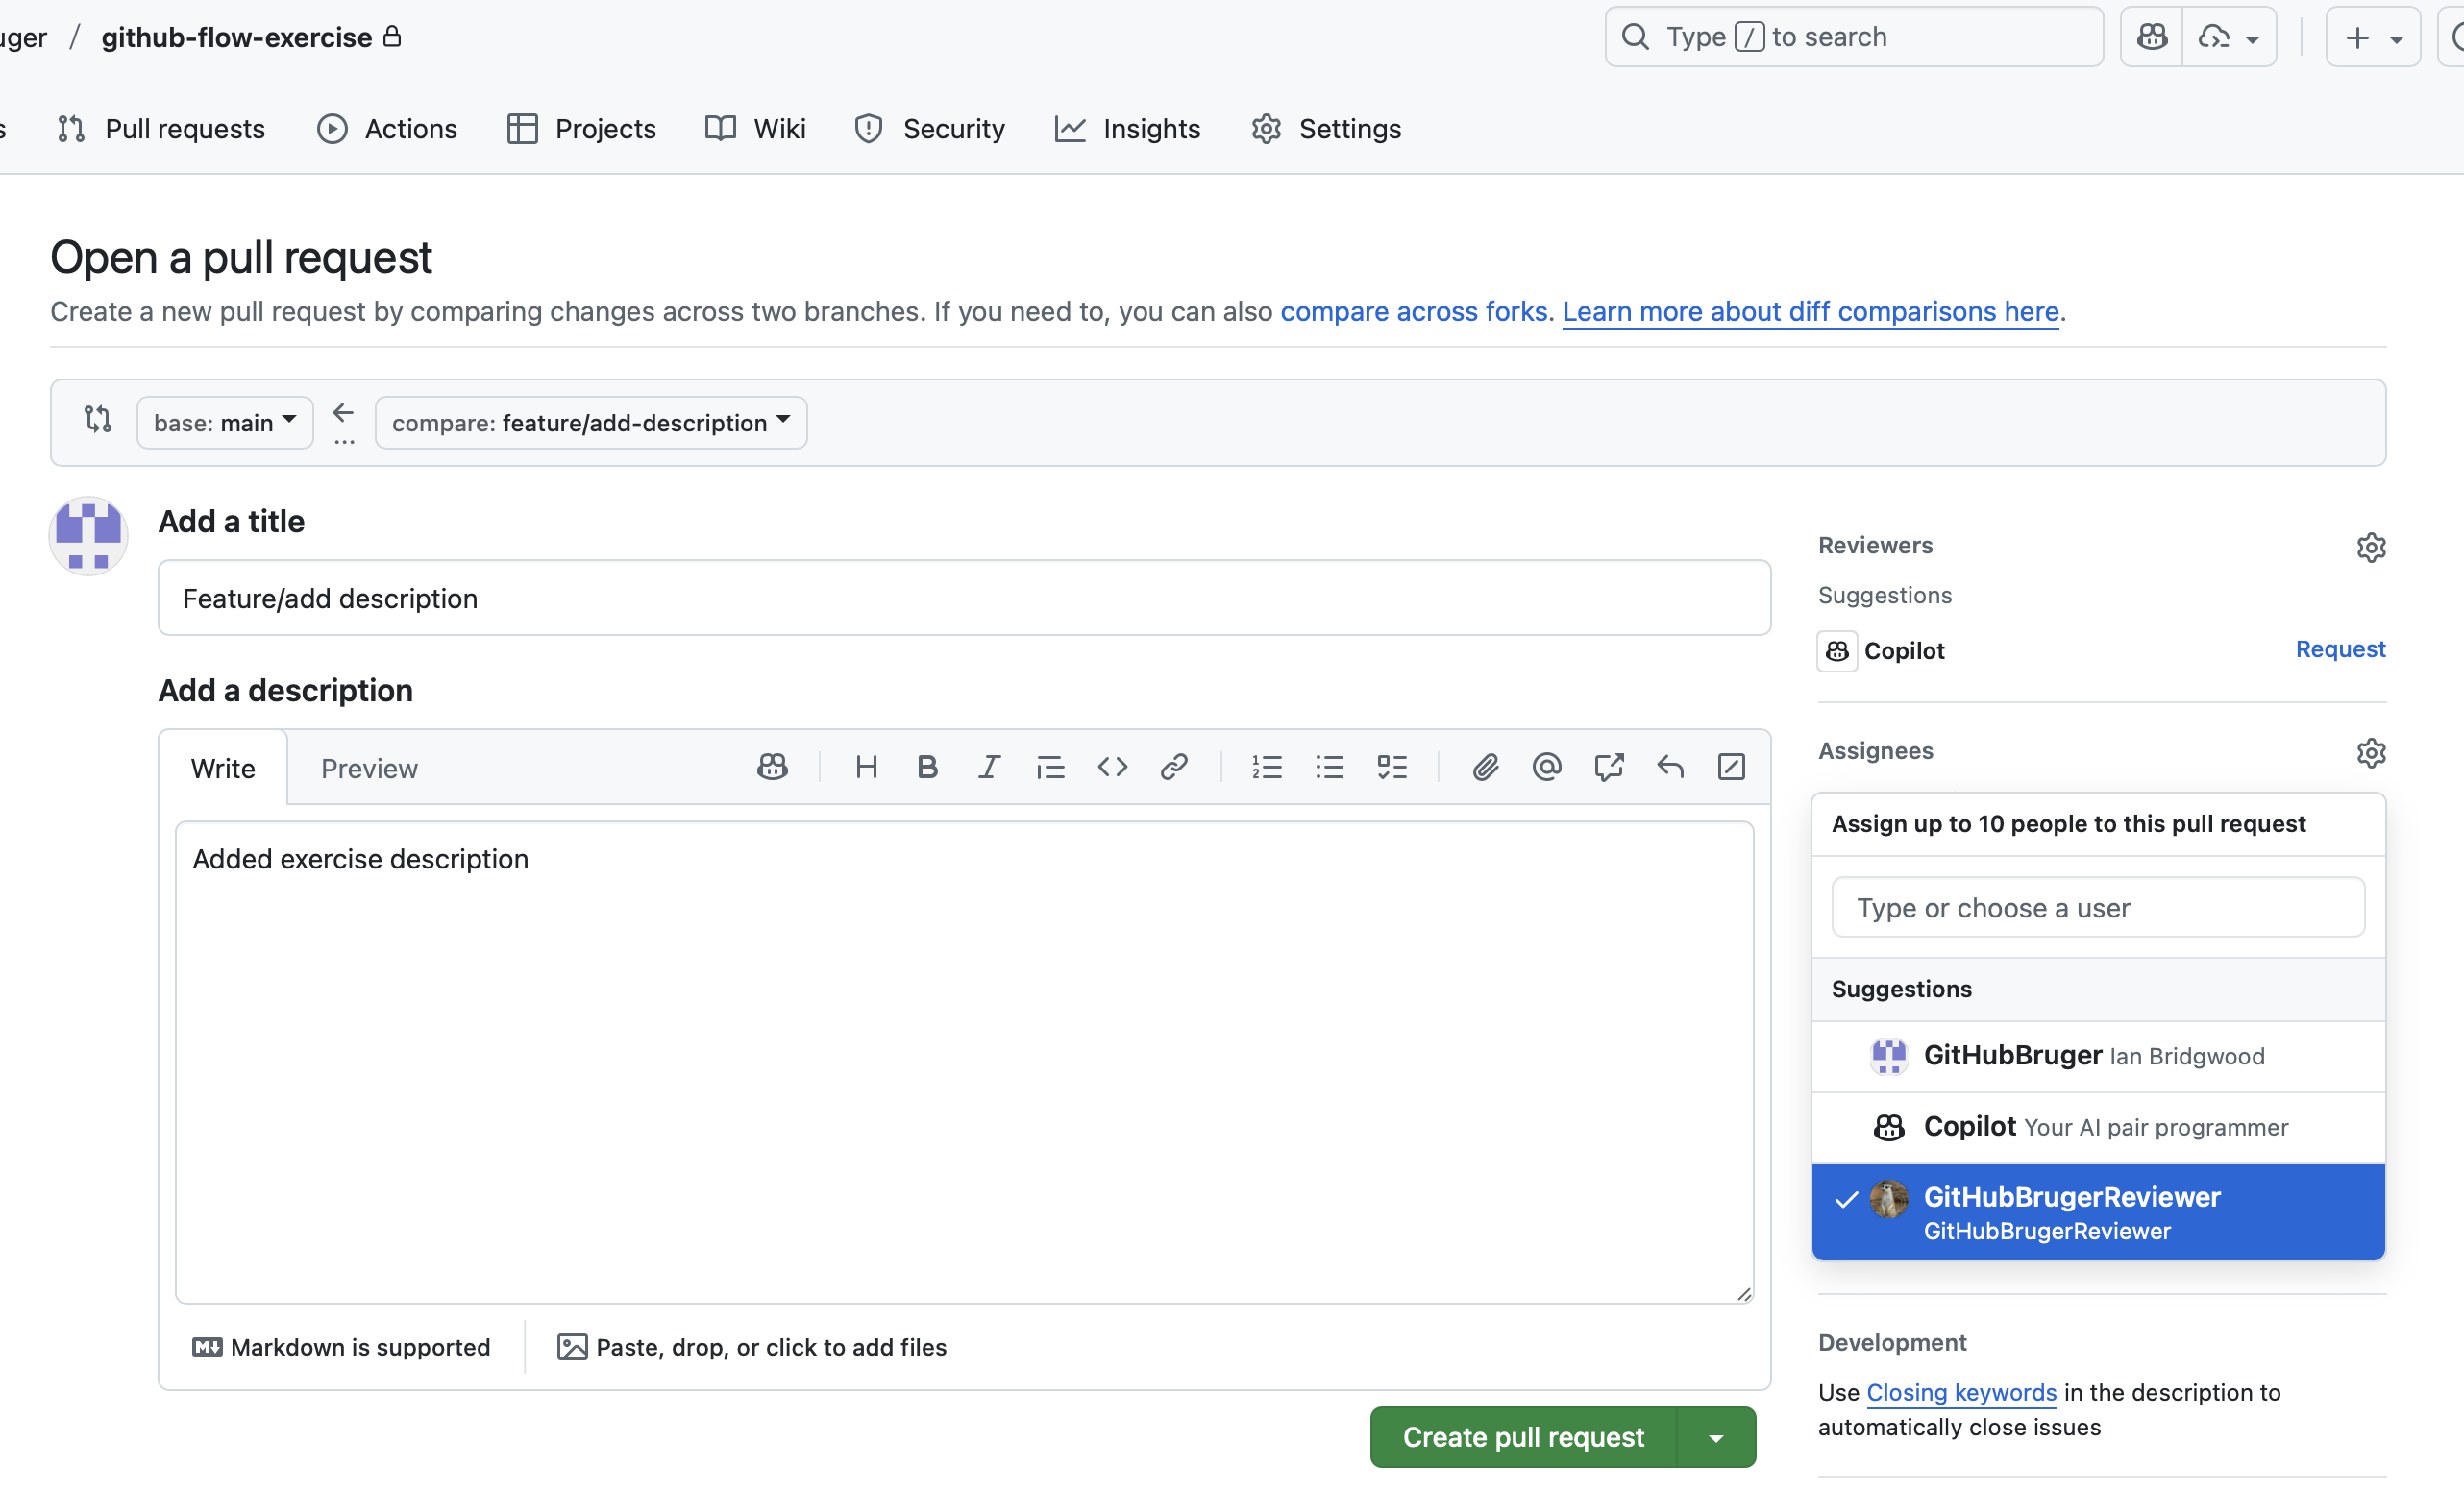 uger / github-flow-exercise
Type / to search
s Pull requests Actions Projects Wiki Security Insights Settings
Open a pull request
Create a new pull request by comparing changes across two branches. If you need to, you can also compare across forks. Learn more about diff comparisons here.
base: main ← ... compare: feature/add-description
Add a title
Feature/add description
Add a description
Write Preview
Added exercise description
Markdown is supported
Paste, drop, or click to add files
Create pull request
Reviewers
Suggestions
Copilot Request
Assignees
Assign up to 10 people to this pull request
Type or choose a user
Suggestions
GitHubBruger Ian Bridgwood
Copilot Your AI pair programmer
GitHubBrugerReviewer
GitHubBrugerReviewer
Development
Use Closing keywords in the description to
automatically close issues